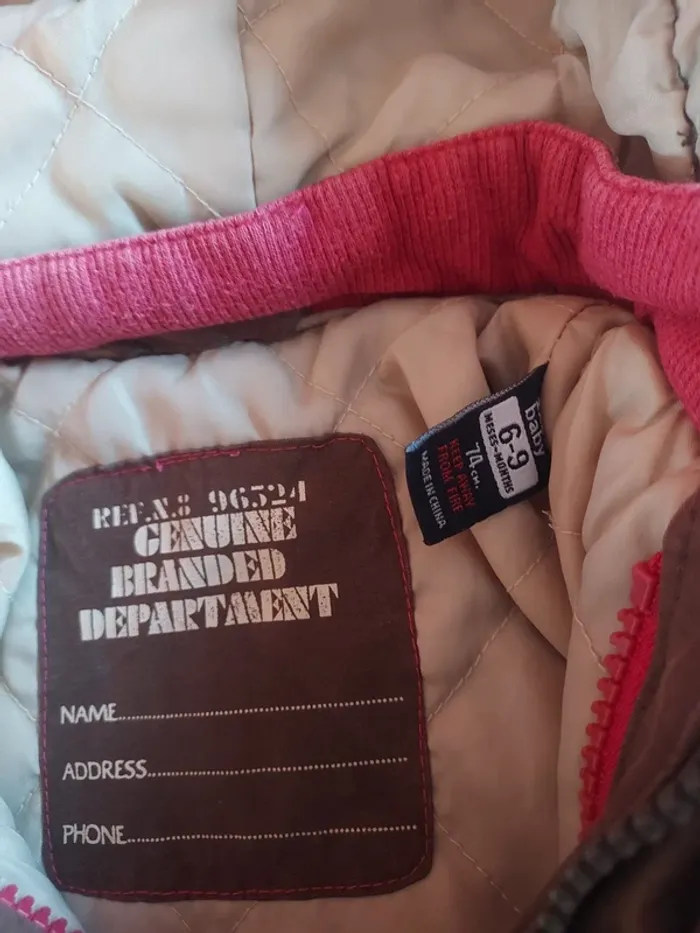 REF.N.8 96524
GENUINE
BRANDED
DEPARTMENT
NAME
ADDRESS
PHONE
baby
6-9
MESES-MONTHS
74 cm.
KEEP AWAY
FROM FIRE
MADE IN CHINA